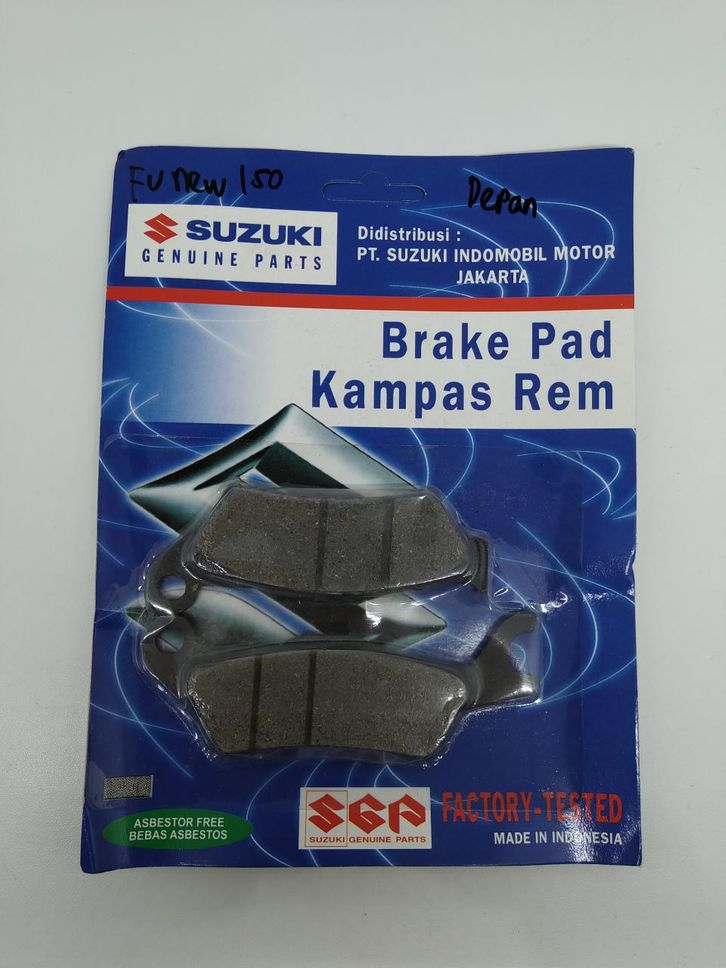 FU new 150
Depan
SUZUKI
GENUINE PARTS
Didistribusi :
PT. SUZUKI INDOMOBIL MOTOR
JAKARTA
Brake Pad
Kampas Rem
ASBESTOR FREE
BEBAS ASBESTOS
SGP
SUZUKI GENUINE PARTS
FACTORY-TESTED
MADE IN INDONESIA